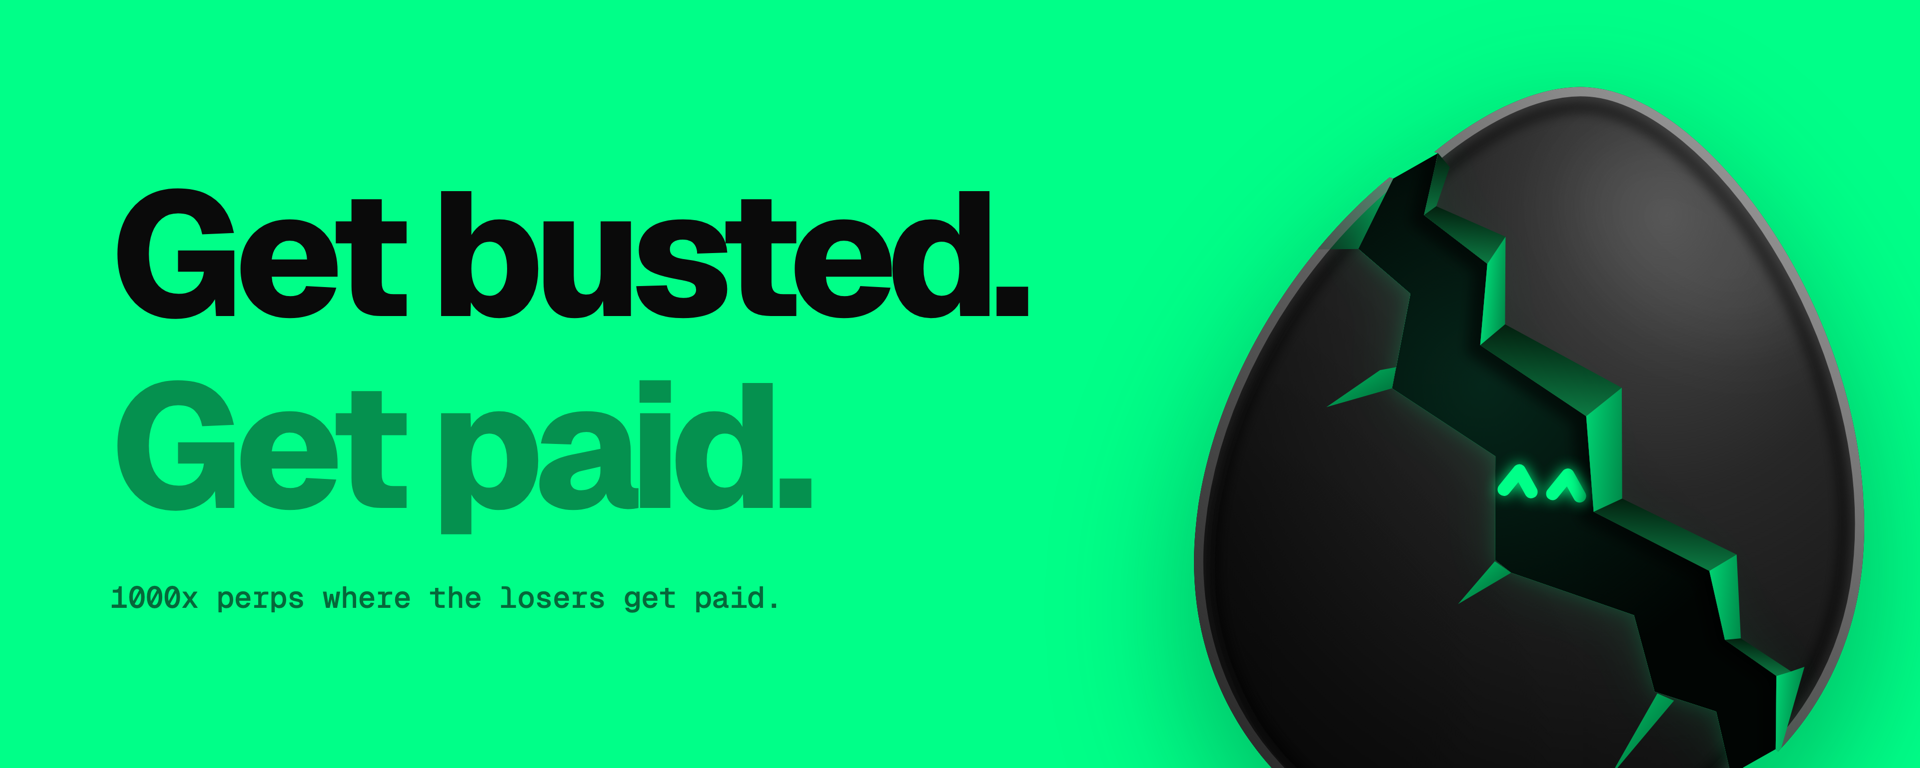 Get busted.
Get paid.
1000x perps where the losers get paid.